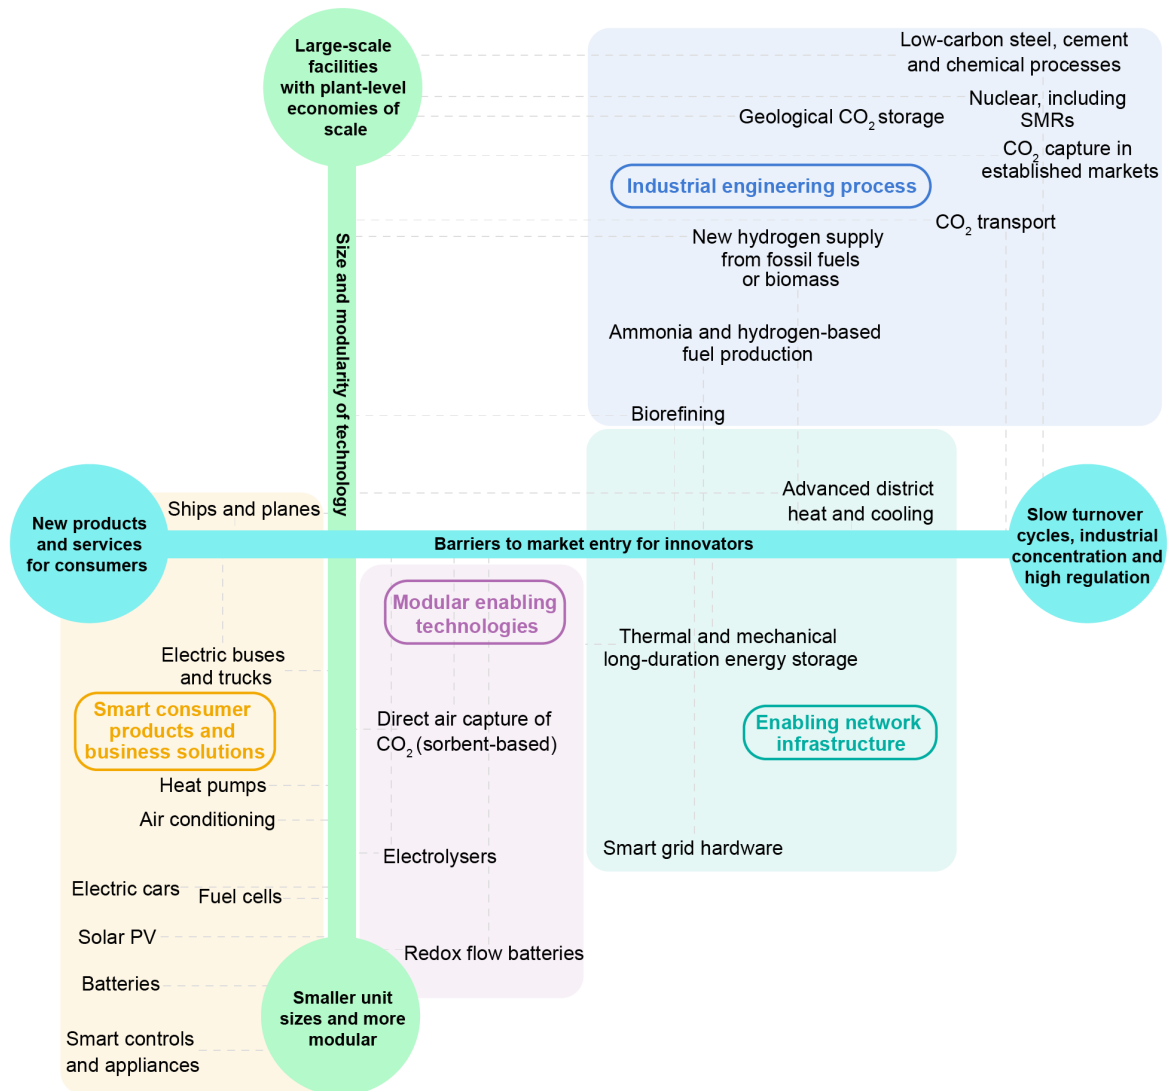 Large-scale
facilities
with plant-level
economies of
scale
Low-carbon steel, cement
and chemical processes
Nuclear, including
SMRs
Geological CO₂ storage
CO₂ capture in
established markets
Industrial engineering process
CO₂ transport
New hydrogen supply
from fossil fuels
or biomass
Size and modularity of technology
Ammonia and hydrogen-based
fuel production
Biorefining
Advanced district
heat and cooling
Ships and planes
New products
and services
for consumers
Barriers to market entry for innovators
Slow turnover
cycles, industrial
concentration and
high regulation
Modular enabling
technologies
Thermal and mechanical
long-duration energy storage
Electric buses
and trucks
Smart consumer
products and
business solutions
Direct air capture of
CO₂ (sorbent-based)
Enabling network
infrastructure
Heat pumps
Air conditioning
Electrolysers
Smart grid hardware
Electric cars
Fuel cells
Solar PV
Redox flow batteries
Batteries
Smaller unit
sizes and more
modular
Smart controls
and appliances